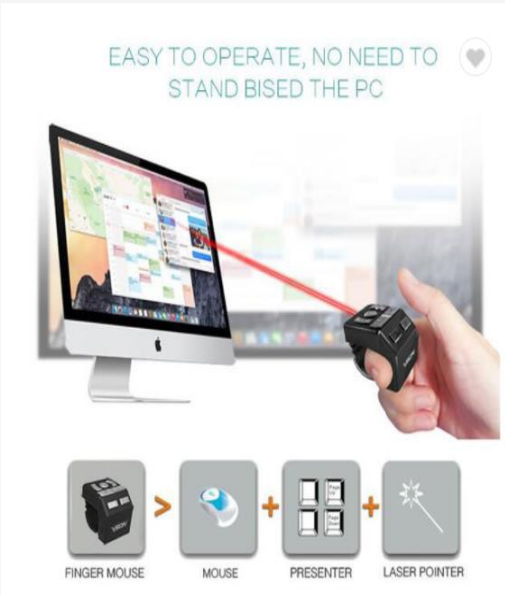 EASY TO OPERATE, NO NEED TO
STAND BISED THE PC
FINGER MOUSE
MOUSE
PRESENTER
LASER POINTER